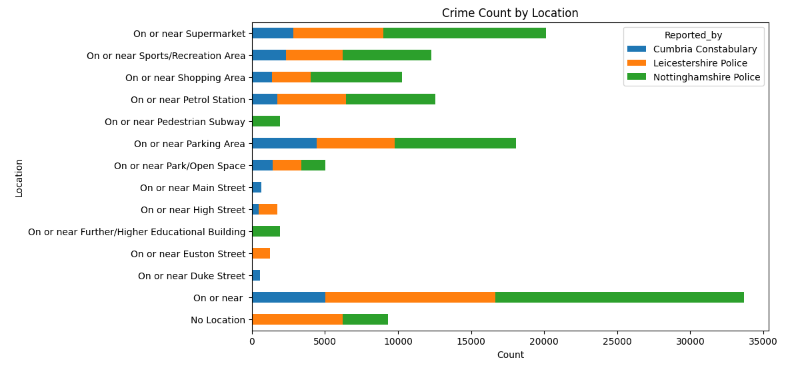 Crime Count by Location
On or near Supermarket
On or near Sports/Recreation Area
On or near Shopping Area
On or near Petrol Station
On or near Pedestrian Subway
On or near Parking Area
On or near Park/Open Space
On or near Main Street
On or near High Street
On or near Further/Higher Educational Building
On or near Euston Street
On or near Duke Street
On or near
No Location
Location
Reported_by
Cumbria Constabulary
Leicestershire Police
Nottinghamshire Police
0 5000 10000 15000 20000 25000 30000 35000
Count